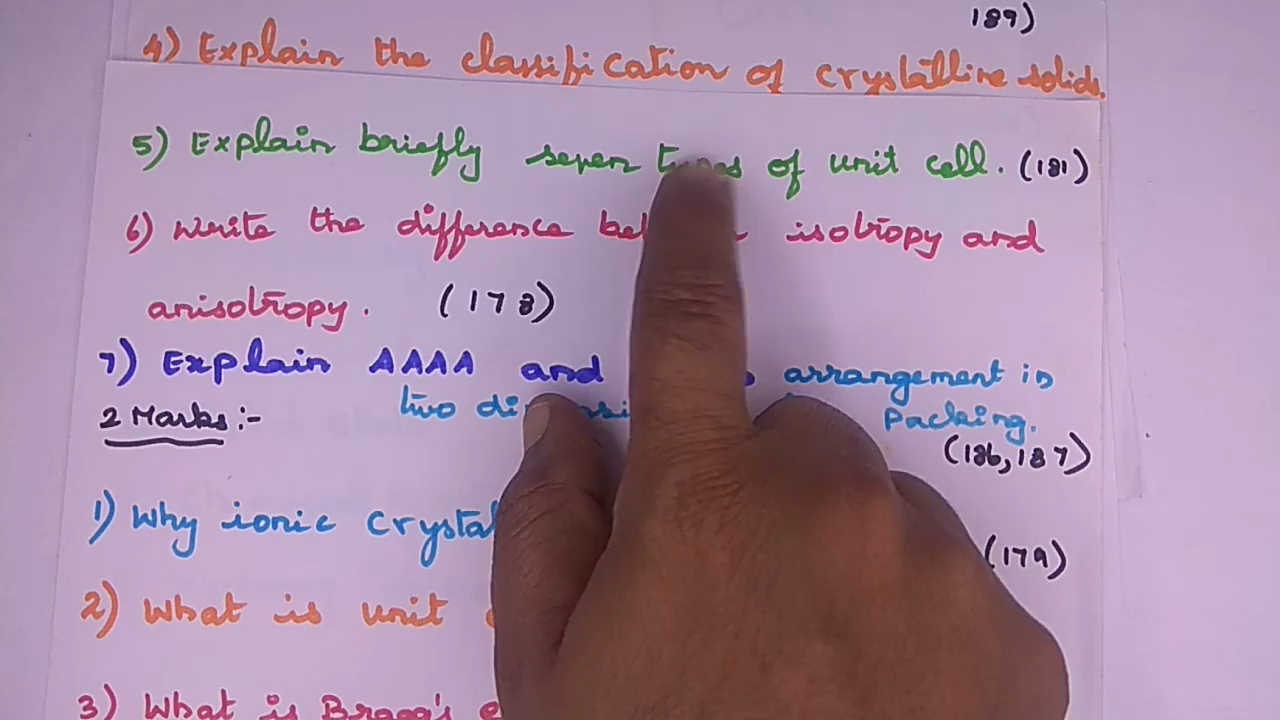 189)
4) Explain the classification of crystalline solids.
5) Explain briefly seven types of unit cell. (181)
6) Write the difference isotropy and
anisotropy. (178)
7) Explain AAAA and arrangement in
two Packing.
2 Marks:-
(186,187)
1) Why ionic (179)
2) What is unit
3) What is Bragg's